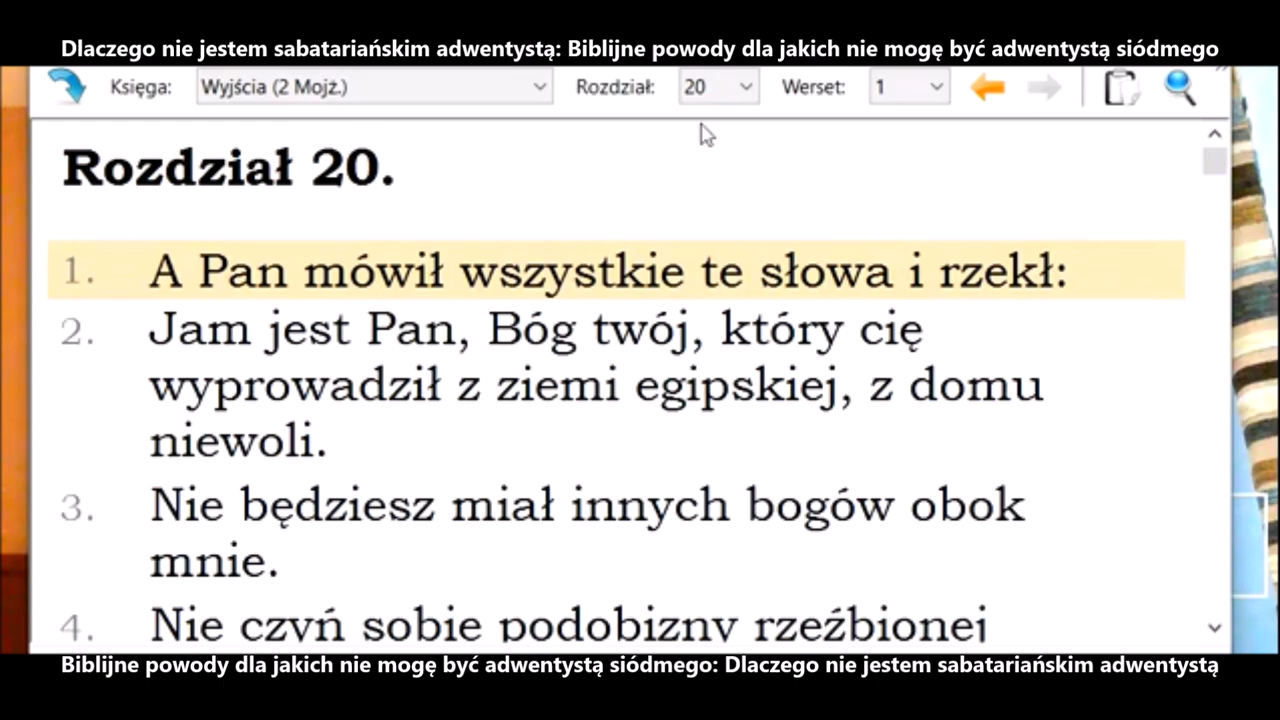 Dlaczego nie jestem sabatariańskim adwentystą: Biblijne powody dla jakich nie mogę być adwentystą siódmego
Księga: Wyjścia (2 Mojż.) Rozdział: 20 Werset: 1
Rozdział 20.
1. A Pan mówił wszystkie te słowa i rzekł:
2. Jam jest Pan, Bóg twój, który cię
wyprowadził z ziemi egipskiej, z domu
niewoli.
3. Nie będziesz miał innych bogów obok
mnie.
4. Nie czyń sobie podobizny rzeźbionej
Biblijne powody dla jakich nie mogę być adwentystą siódmego: Dlaczego nie jestem sabatariańskim adwentystą